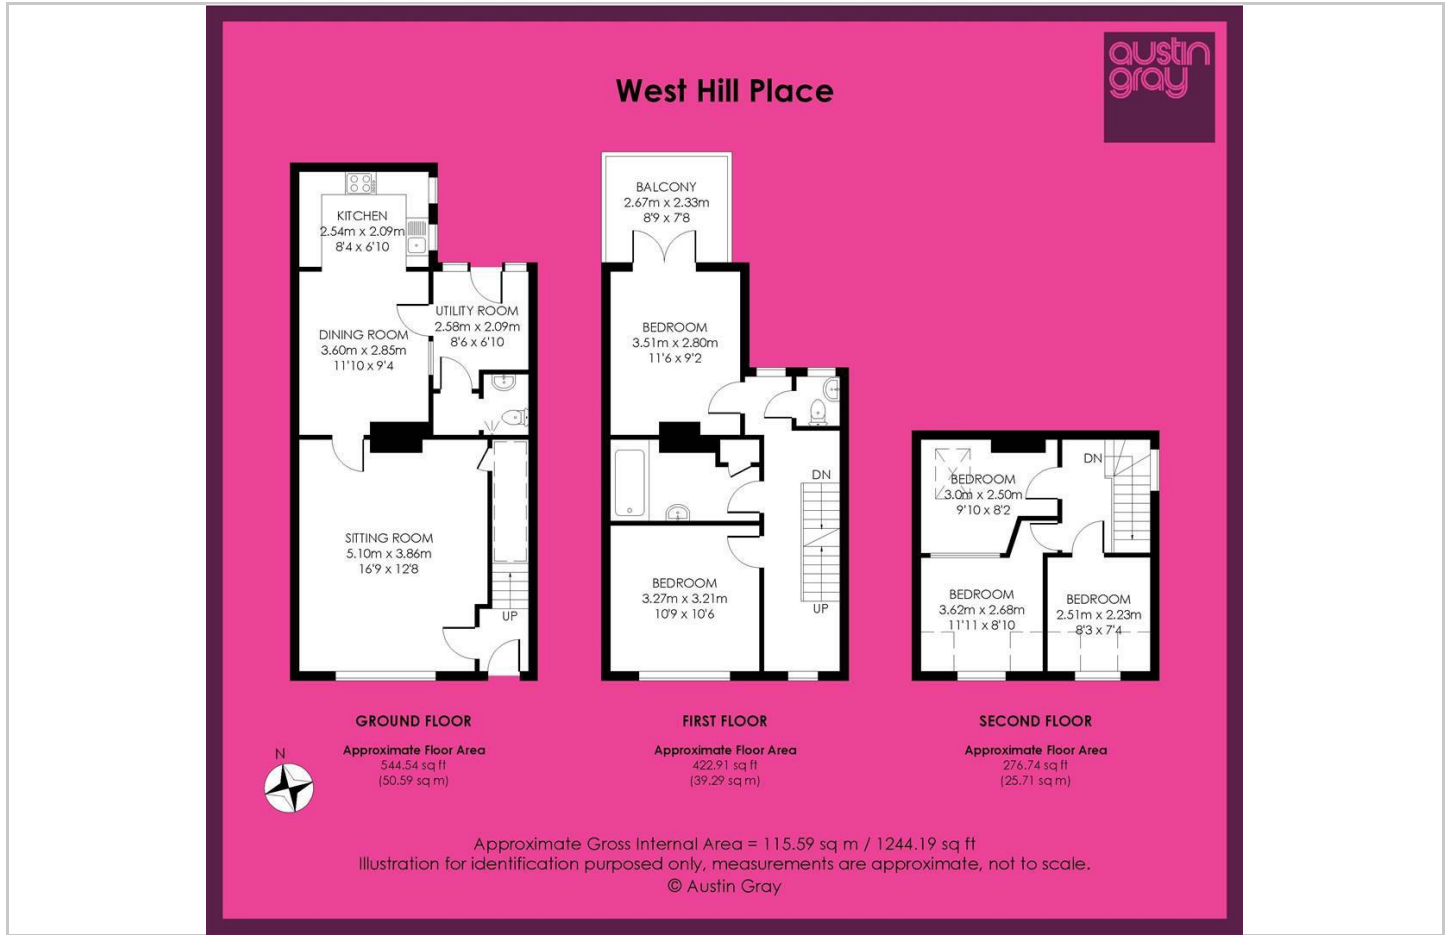 austin
gray
West Hill Place
KITCHEN
2.54m x 2.09m
8'4 x 6'10
DINING ROOM
3.60m x 2.85m
11'10 x 9'4
UTILITY ROOM
2.58m x 2.09m
8'6 x 6'10
SITTING ROOM
5.10m x 3.86m
16'9 x 12'8
UP
GROUND FLOOR
Approximate Floor Area
544.54 sq ft
(50.59 sq m)
N
BALCONY
2.67m x 2.33m
8'9 x 7'8
BEDROOM
3.51m x 2.80m
11'6 x 9'2
DN
BEDROOM
3.27m x 3.21m
10'9 x 10'6
UP
FIRST FLOOR
Approximate Floor Area
422.91 sq ft
(39.29 sq m)
DN
BEDROOM
3.0m x 2.50m
9'10 x 8'2
BEDROOM
3.62m x 2.68m
11'11 x 8'10
BEDROOM
2.51m x 2.23m
8'3 x 7'4
SECOND FLOOR
Approximate Floor Area
276.74 sq ft
(25.71 sq m)
Approximate Gross Internal Area = 115.59 sq m / 1244.19 sq ft
Illustration for identification purposed only, measurements are approximate, not to scale.
© Austin Gray